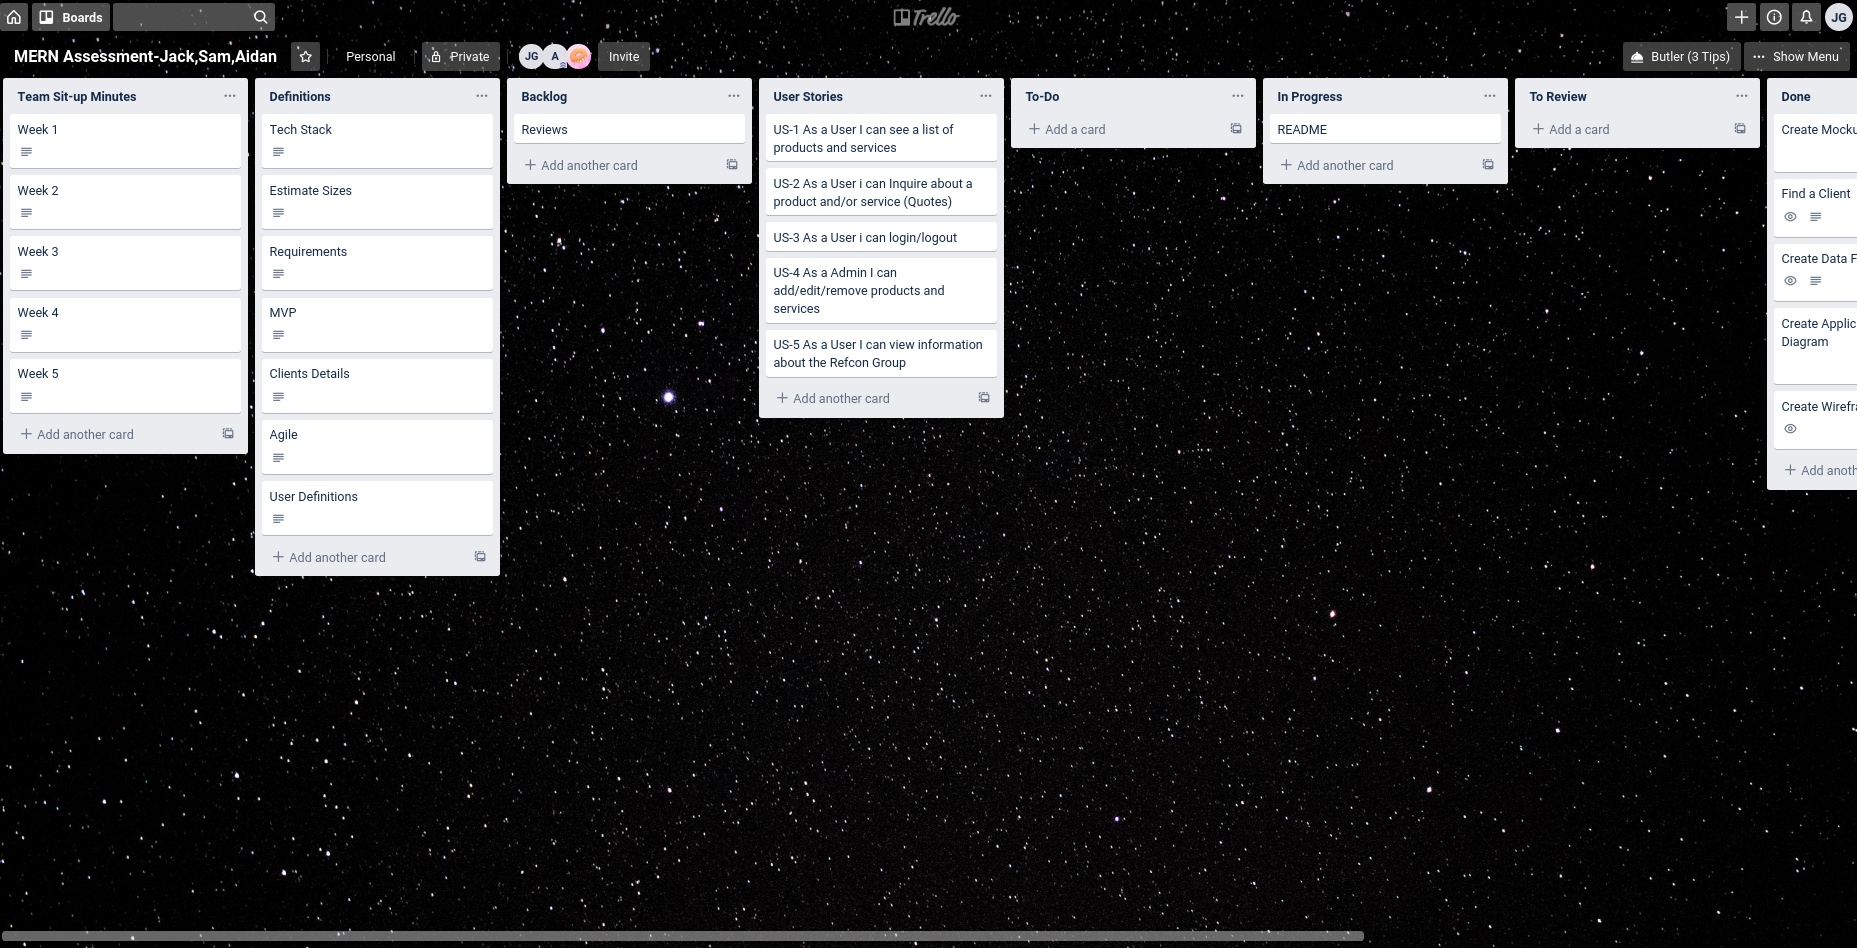 Boards
Trello
JG
MERN Assessment-Jack,Sam,Aidan
Personal
Private
JG
A
Invite
Butler (3 Tips)
Show Menu
Team Sit-up Minutes
Week 1
Week 2
Week 3
Week 4
Week 5
Add another card
Definitions
Tech Stack
Estimate Sizes
Requirements
MVP
Clients Details
Agile
User Definitions
Add another card
Backlog
Reviews
Add another card
User Stories
US-1 As a User I can see a list of
products and services
US-2 As a User i can Inquire about a
product and/or service (Quotes)
US-3 As a User i can login/logout
US-4 As a Admin I can
add/edit/remove products and
services
US-5 As a User I can view information
about the Refcon Group
Add another card
To-Do
Add a card
In Progress
README
Add another card
To Review
Add a card
Done
Create Mocku
Find a Client
Create Data F
Create Applic
Diagram
Create Wirefra
Add anoth